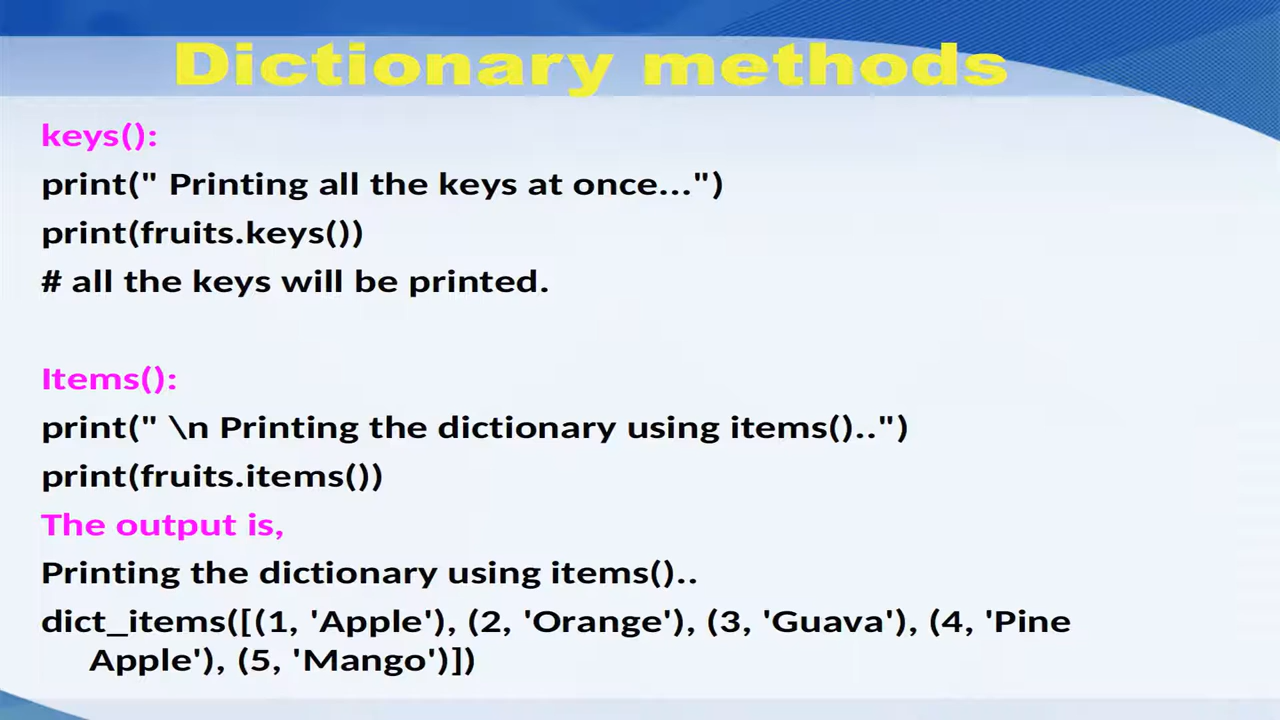 Dictionary methods
keys():
print(" Printing all the keys at once...")
print(fruits.keys())
# all the keys will be printed.
Items():
print(" \n Printing the dictionary using items()..")
print(fruits.items())
The output is,
Printing the dictionary using items()..
dict_items([(1, 'Apple'), (2, 'Orange'), (3, 'Guava'), (4, 'Pine
Apple'), (5, 'Mango')])